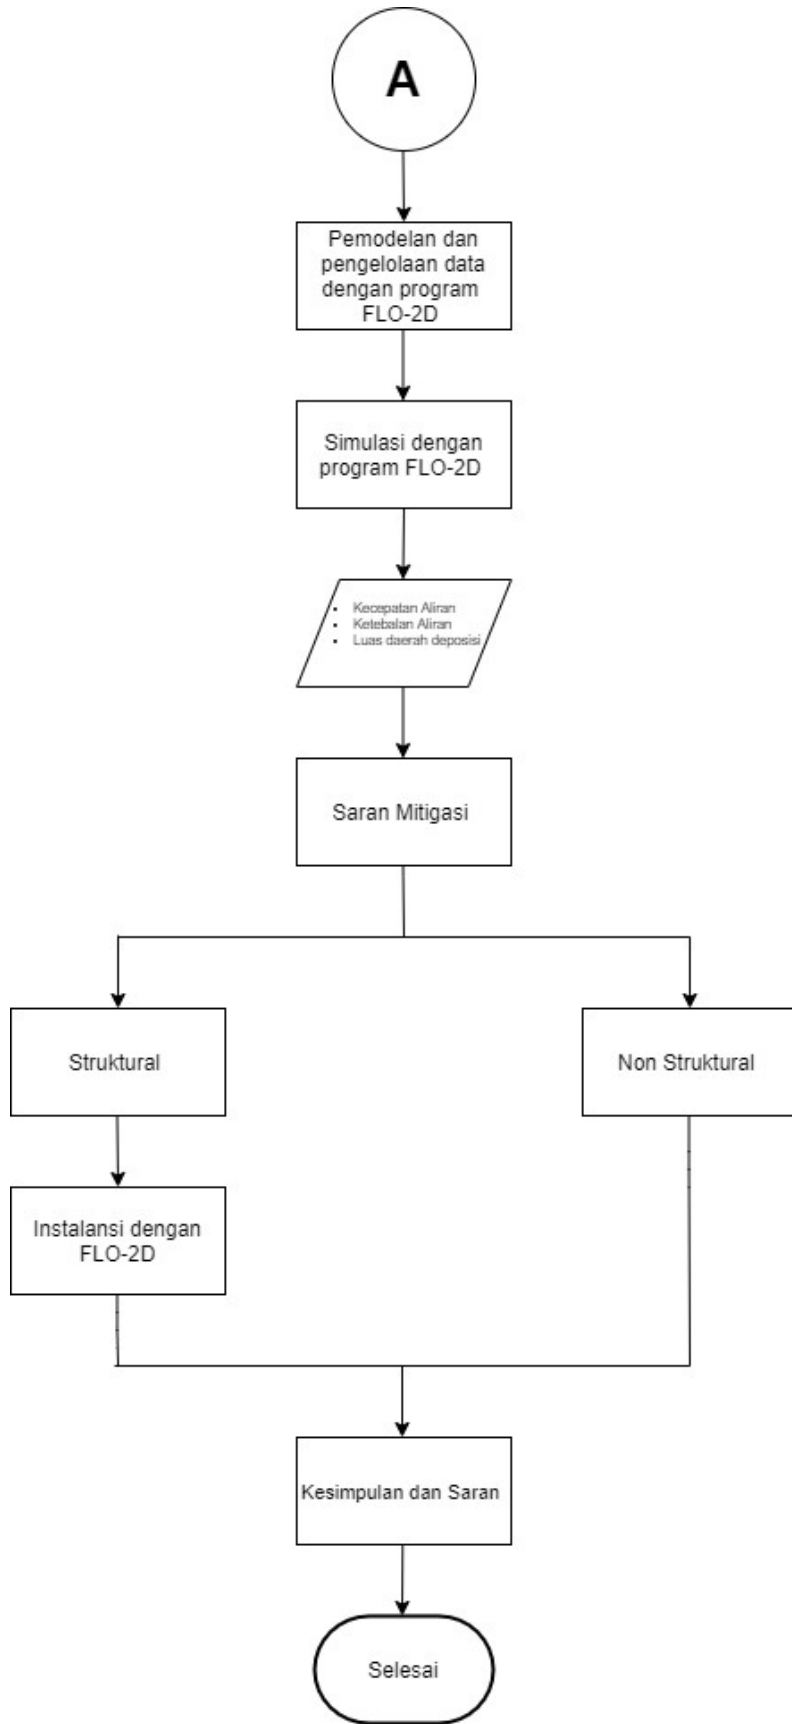 A
Pemodelan dan
pengelolaan data
dengan program
FLO-2D
Simulasi dengan
program FLO-2D
• Kecepatan Aliran
• Ketebalan Aliran
• Luas daerah deposisi
Saran Mitigasi
Struktural
Non Struktural
Instalansi dengan
FLO-2D
Kesimpulan dan Saran
Selesai